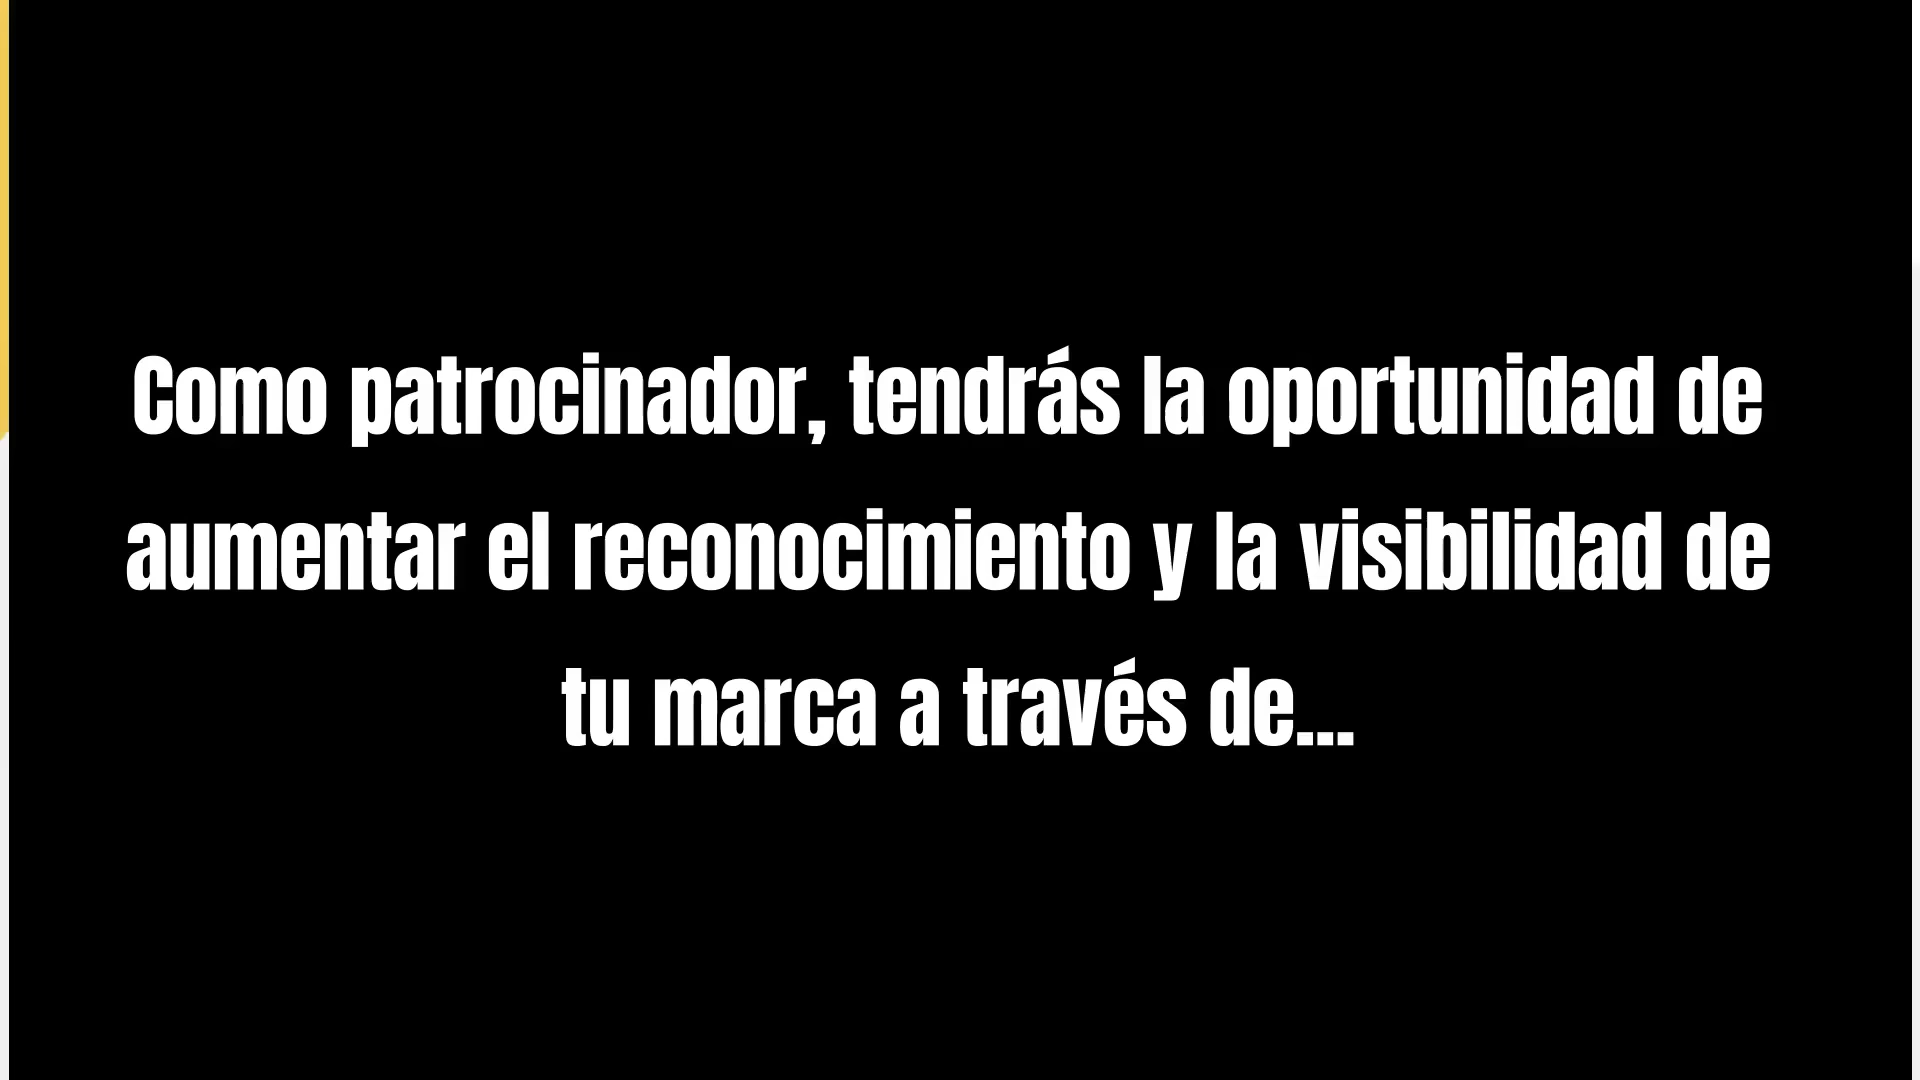 Como patrocinador, tendrás la oportunidad de
aumentar el reconocimiento y la visibilidad de
tu marca a través de...